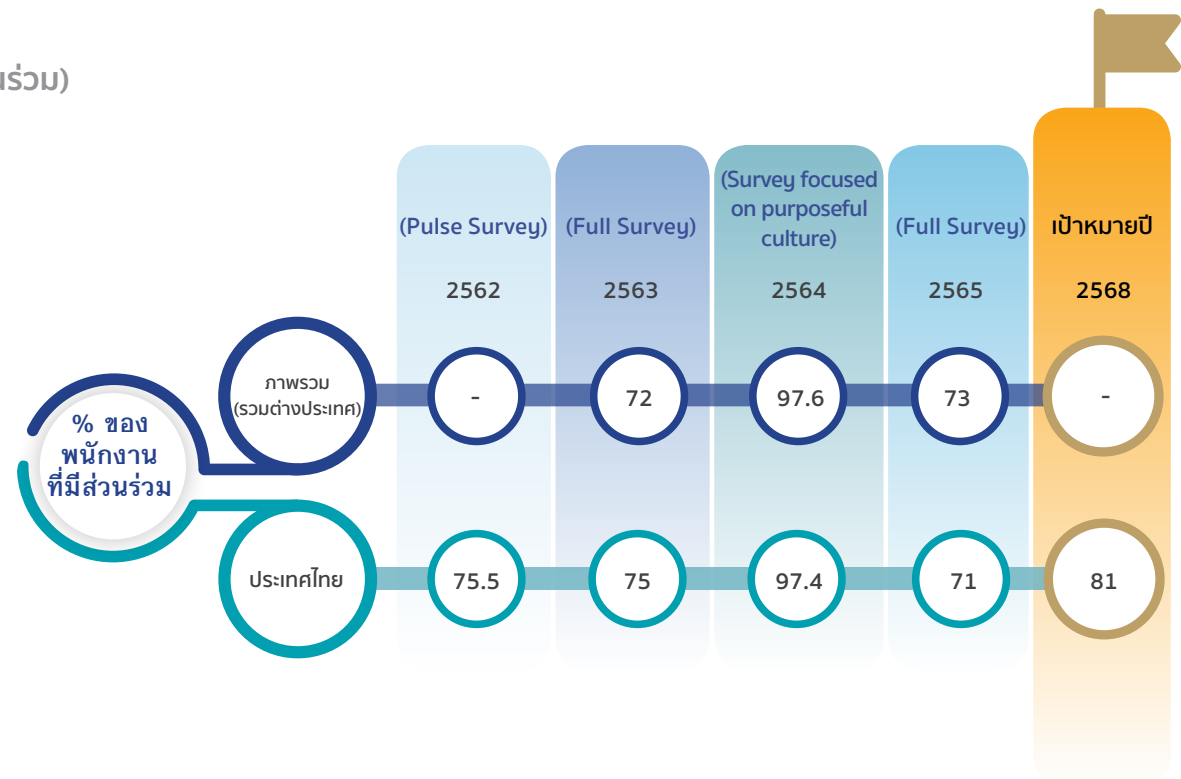 (Pulse Survey)
(Full Survey)
(Survey focused
on purposeful
culture)
(Full Survey)
เป้าหมายปี
2562
2563
2564
2565
2568
ภาพรวม
(รวมต่างประเทศ)
-
72
97.6
73
-
% ของ
พนักงาน
ที่มีส่วนร่วม
ประเทศไทย
75.5
75
97.4
71
81